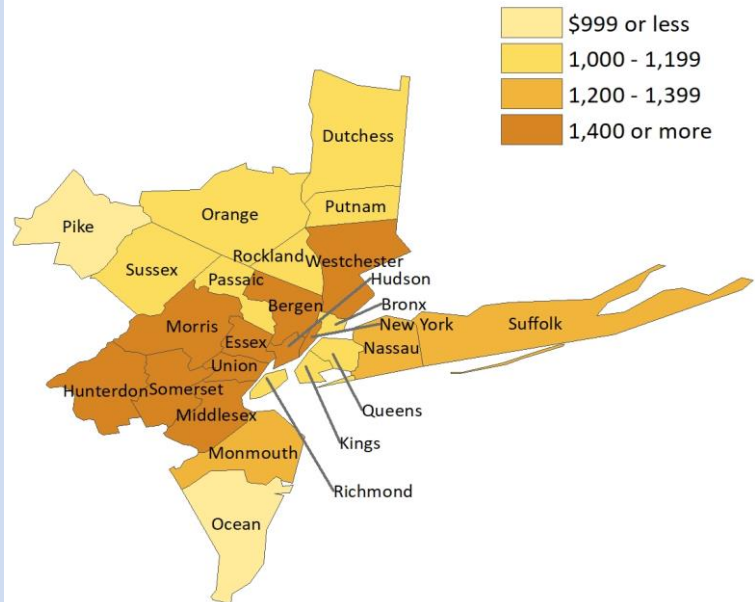 $999 or less
1,000 - 1,199
1,200 - 1,399
1,400 or more
Dutchess
Putnam
Orange
Pike
Rockland
Westchester
Sussex
Passaic
Hudson
Bergen
Bronx
Morris
New York
Suffolk
Essex
Nassau
Union
Hunterdon
Somerset
Middlesex
Queens
Kings
Monmouth
Richmond
Ocean